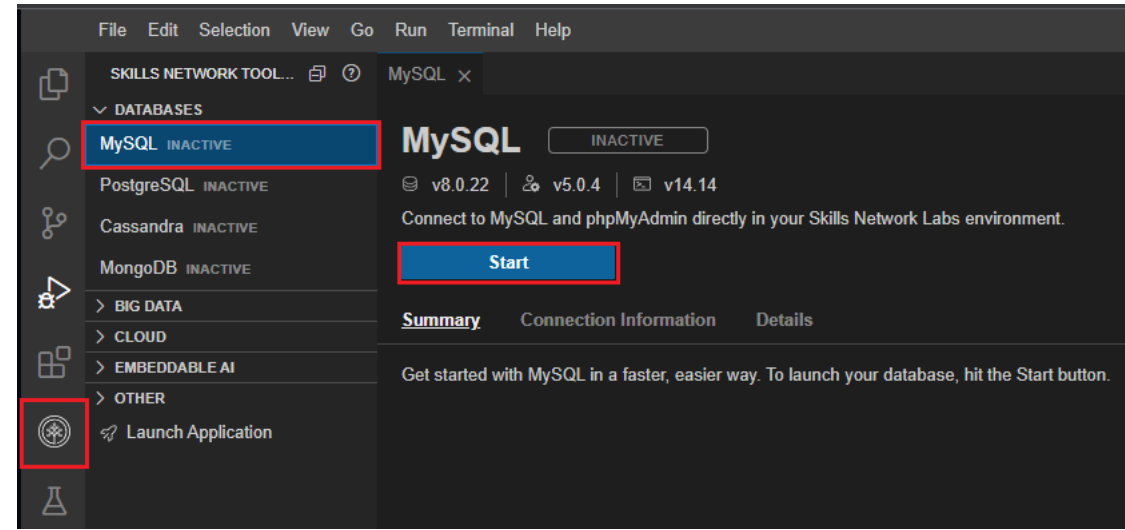 File Edit Selection View Go Run Terminal Help
SKILLS NETWORK TOOL...
DATABASES
MySQL INACTIVE
PostgreSQL INACTIVE
Cassandra INACTIVE
MongoDB INACTIVE
BIG DATA
CLOUD
EMBEDDABLE AI
OTHER
Launch Application
MySQL
MySQL INACTIVE
v8.0.22 v5.0.4 v14.14
Connect to MySQL and phpMyAdmin directly in your Skills Network Labs environment.
Start
Summary Connection Information Details
Get started with MySQL in a faster, easier way. To launch your database, hit the Start button.